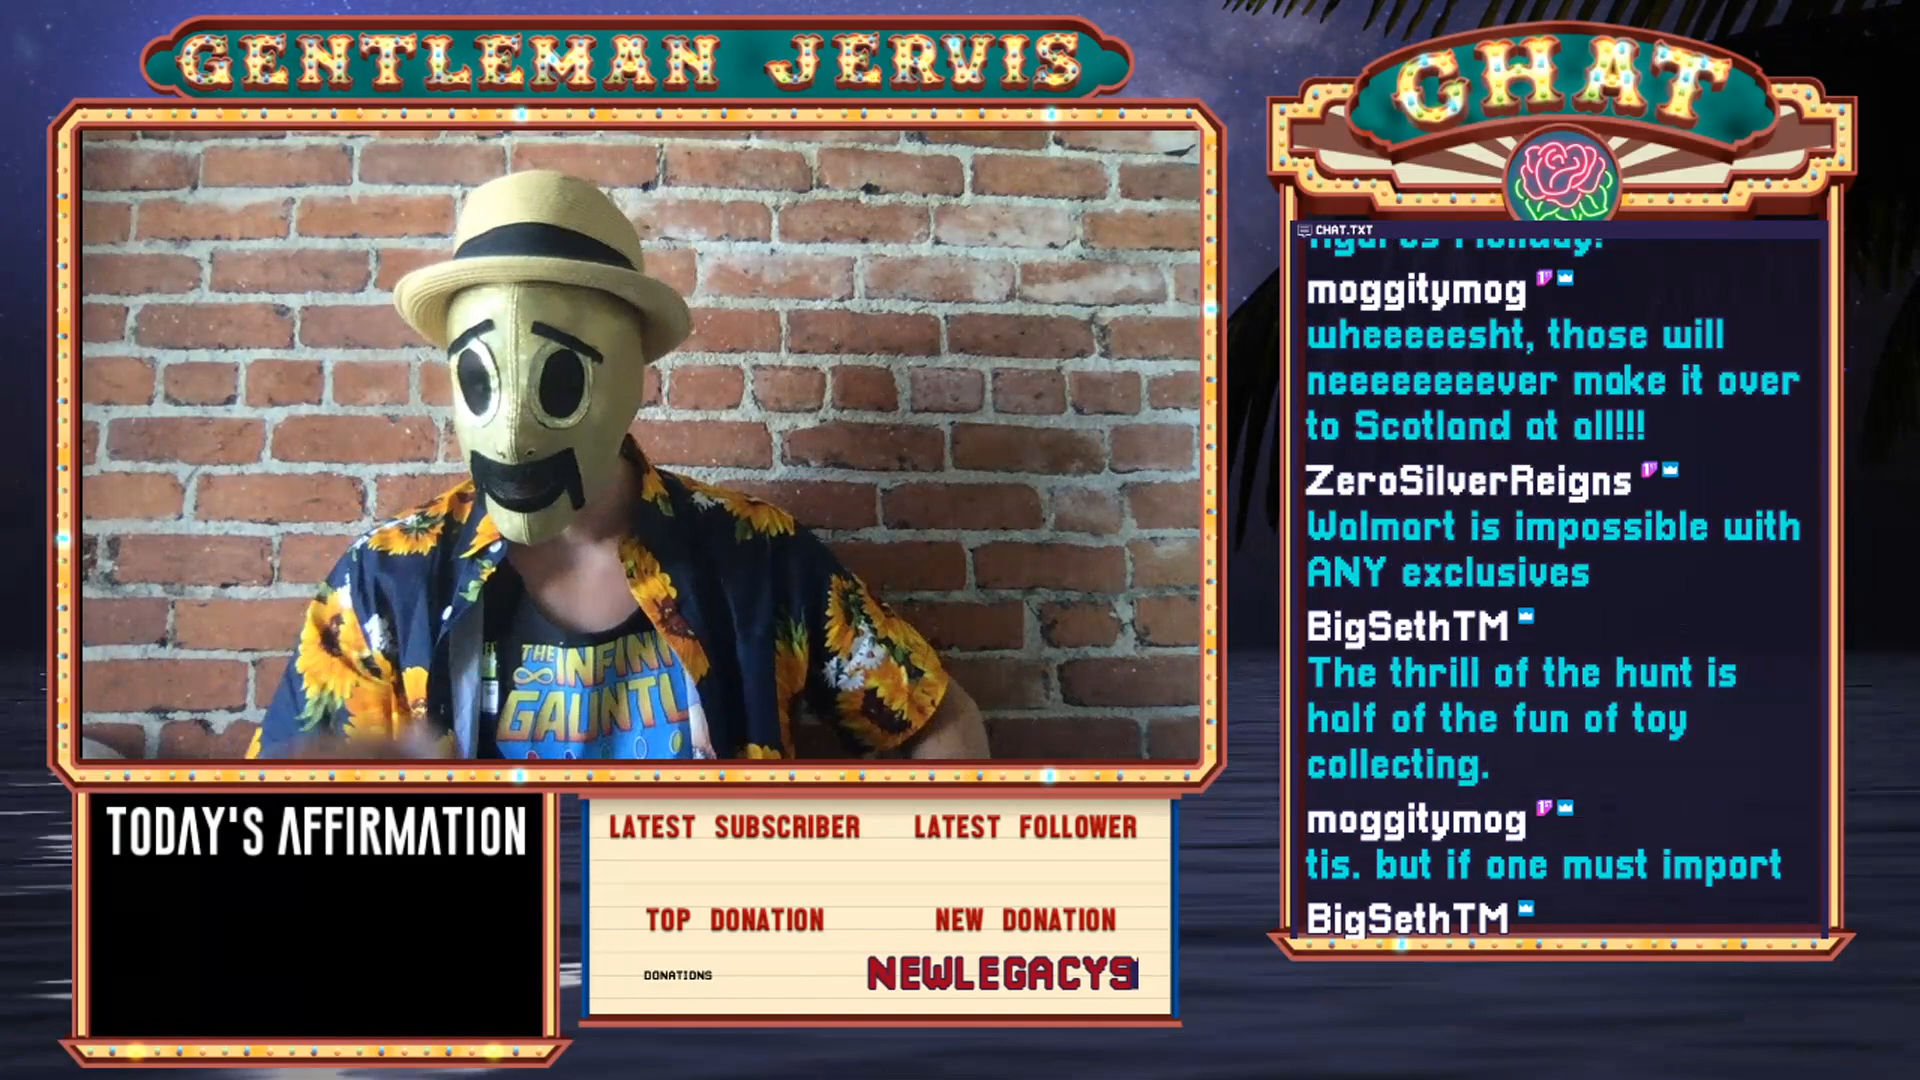 GENTLEMAN JERVIS
CHAT
CHAT.TXT
figures Monday!
moggitymog
wheeeeesht, those will
neeeeeeeever make it over
to Scotland at all!!!
ZeroSilverReigns
Walmart is impossible with
ANY exclusives
BigSethTM
The thrill of the hunt is
half of the fun of toy
collecting.
moggitymog
tis. but if one must import
BigSethTM
THE INFINI
GAUNTL
TODAY'S AFFIRMATION
LATEST SUBSCRIBER
LATEST FOLLOWER
TOP DONATION
NEW DONATION
DONATIONS
NEWLEGACYS